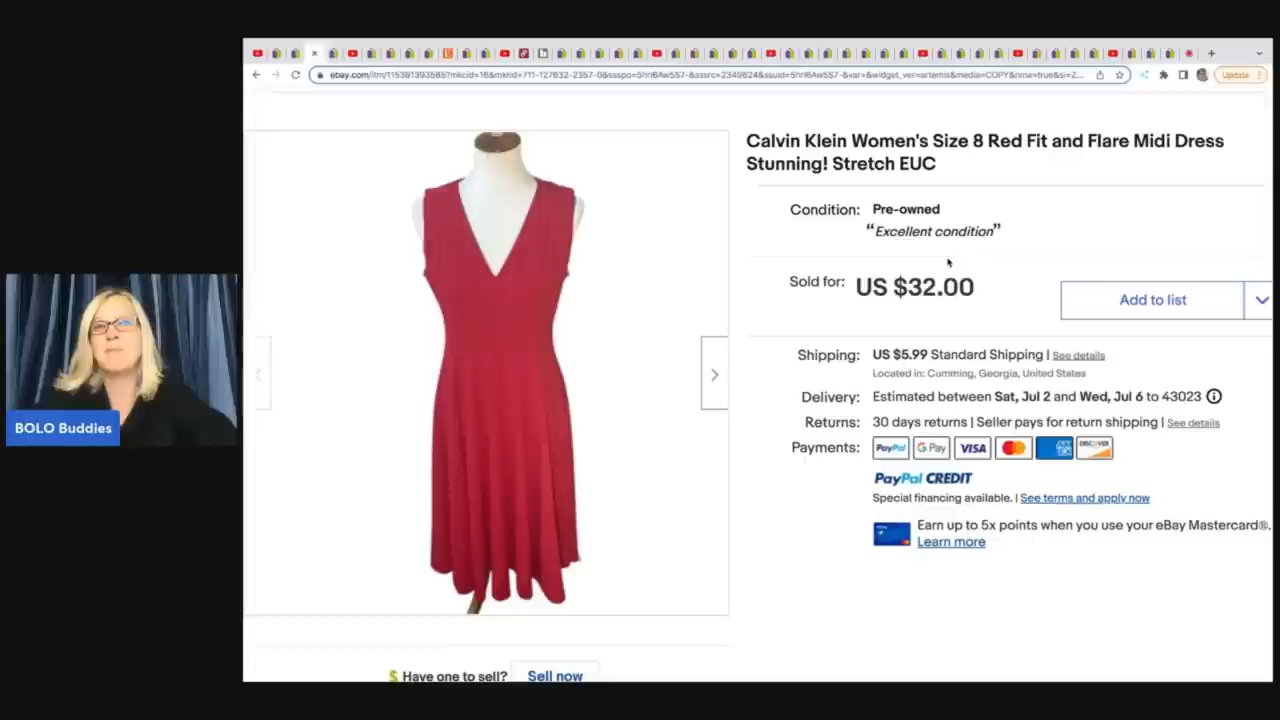 Update
Calvin Klein Women's Size 8 Red Fit and Flare Midi Dress
Stunning! Stretch EUC
Condition: Pre-owned
“Excellent condition”
Sold for: US $32.00
Add to list
Shipping: US $5.99 Standard Shipping | See details
Located in: Cumming, Georgia, United States
Delivery: Estimated between Sat, Jul 2 and Wed, Jul 6 to 43023
Returns: 30 days returns | Seller pays for return shipping | See details
Payments: PayPal G Pay VISA DISCOVER
PayPal CREDIT
Special financing available. | See terms and apply now
Earn up to 5x points when you use your eBay Mastercard®.
Learn more
BOLO Buddies
Have one to sell? Sell now